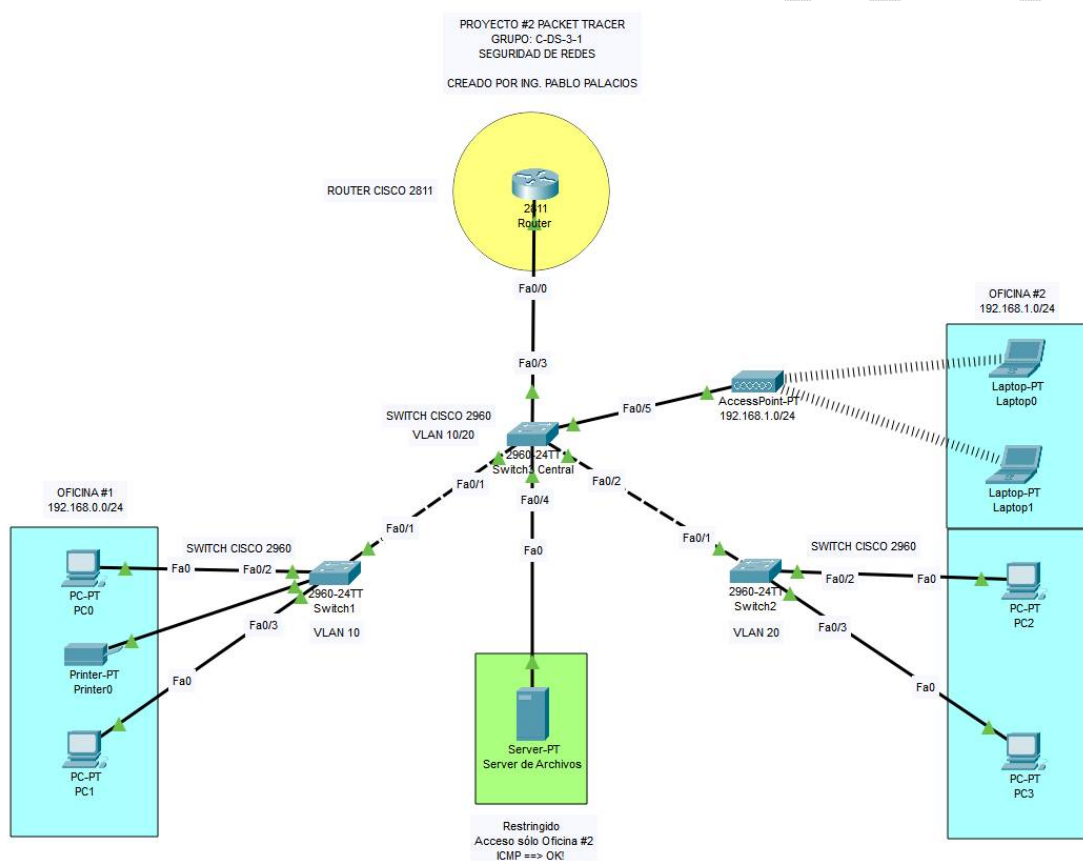 PROYECTO #2 PACKET TRACER
GRUPO: C-DS-3-1
SEGURIDAD DE REDES
CREADO POR ING. PABLO PALACIOS
ROUTER CISCO 2811
2811
Router
Fa0/0
Fa0/3
SWITCH CISCO 2960
VLAN 10/20
2960-24TT
Switch3 Central
Fa0/5
AccessPoint-PT
192.168.1.0/24
OFICINA #2
192.168.1.0/24
Laptop-PT
Laptop0
Laptop-PT
Laptop1
Fa0/1
Fa0/4
Fa0/2
OFICINA #1
192.168.0.0/24
Fa0/1
Fa0
Fa0/1
SWITCH CISCO 2960
Fa0
Fa0/2
PC-PT
PC0
2960-24TT
Switch1
VLAN 10
Fa0/3
Printer-PT
Printer0
Fa0
PC-PT
PC1
SWITCH CISCO 2960
Fa0/2
Fa0
2960-24TT
Switch2
VLAN 20
Fa0/3
PC-PT
PC2
Fa0
PC-PT
PC3
Server-PT
Server de Archivos
Restringido
Acceso sólo Oficina #2
ICMP ==> OK!